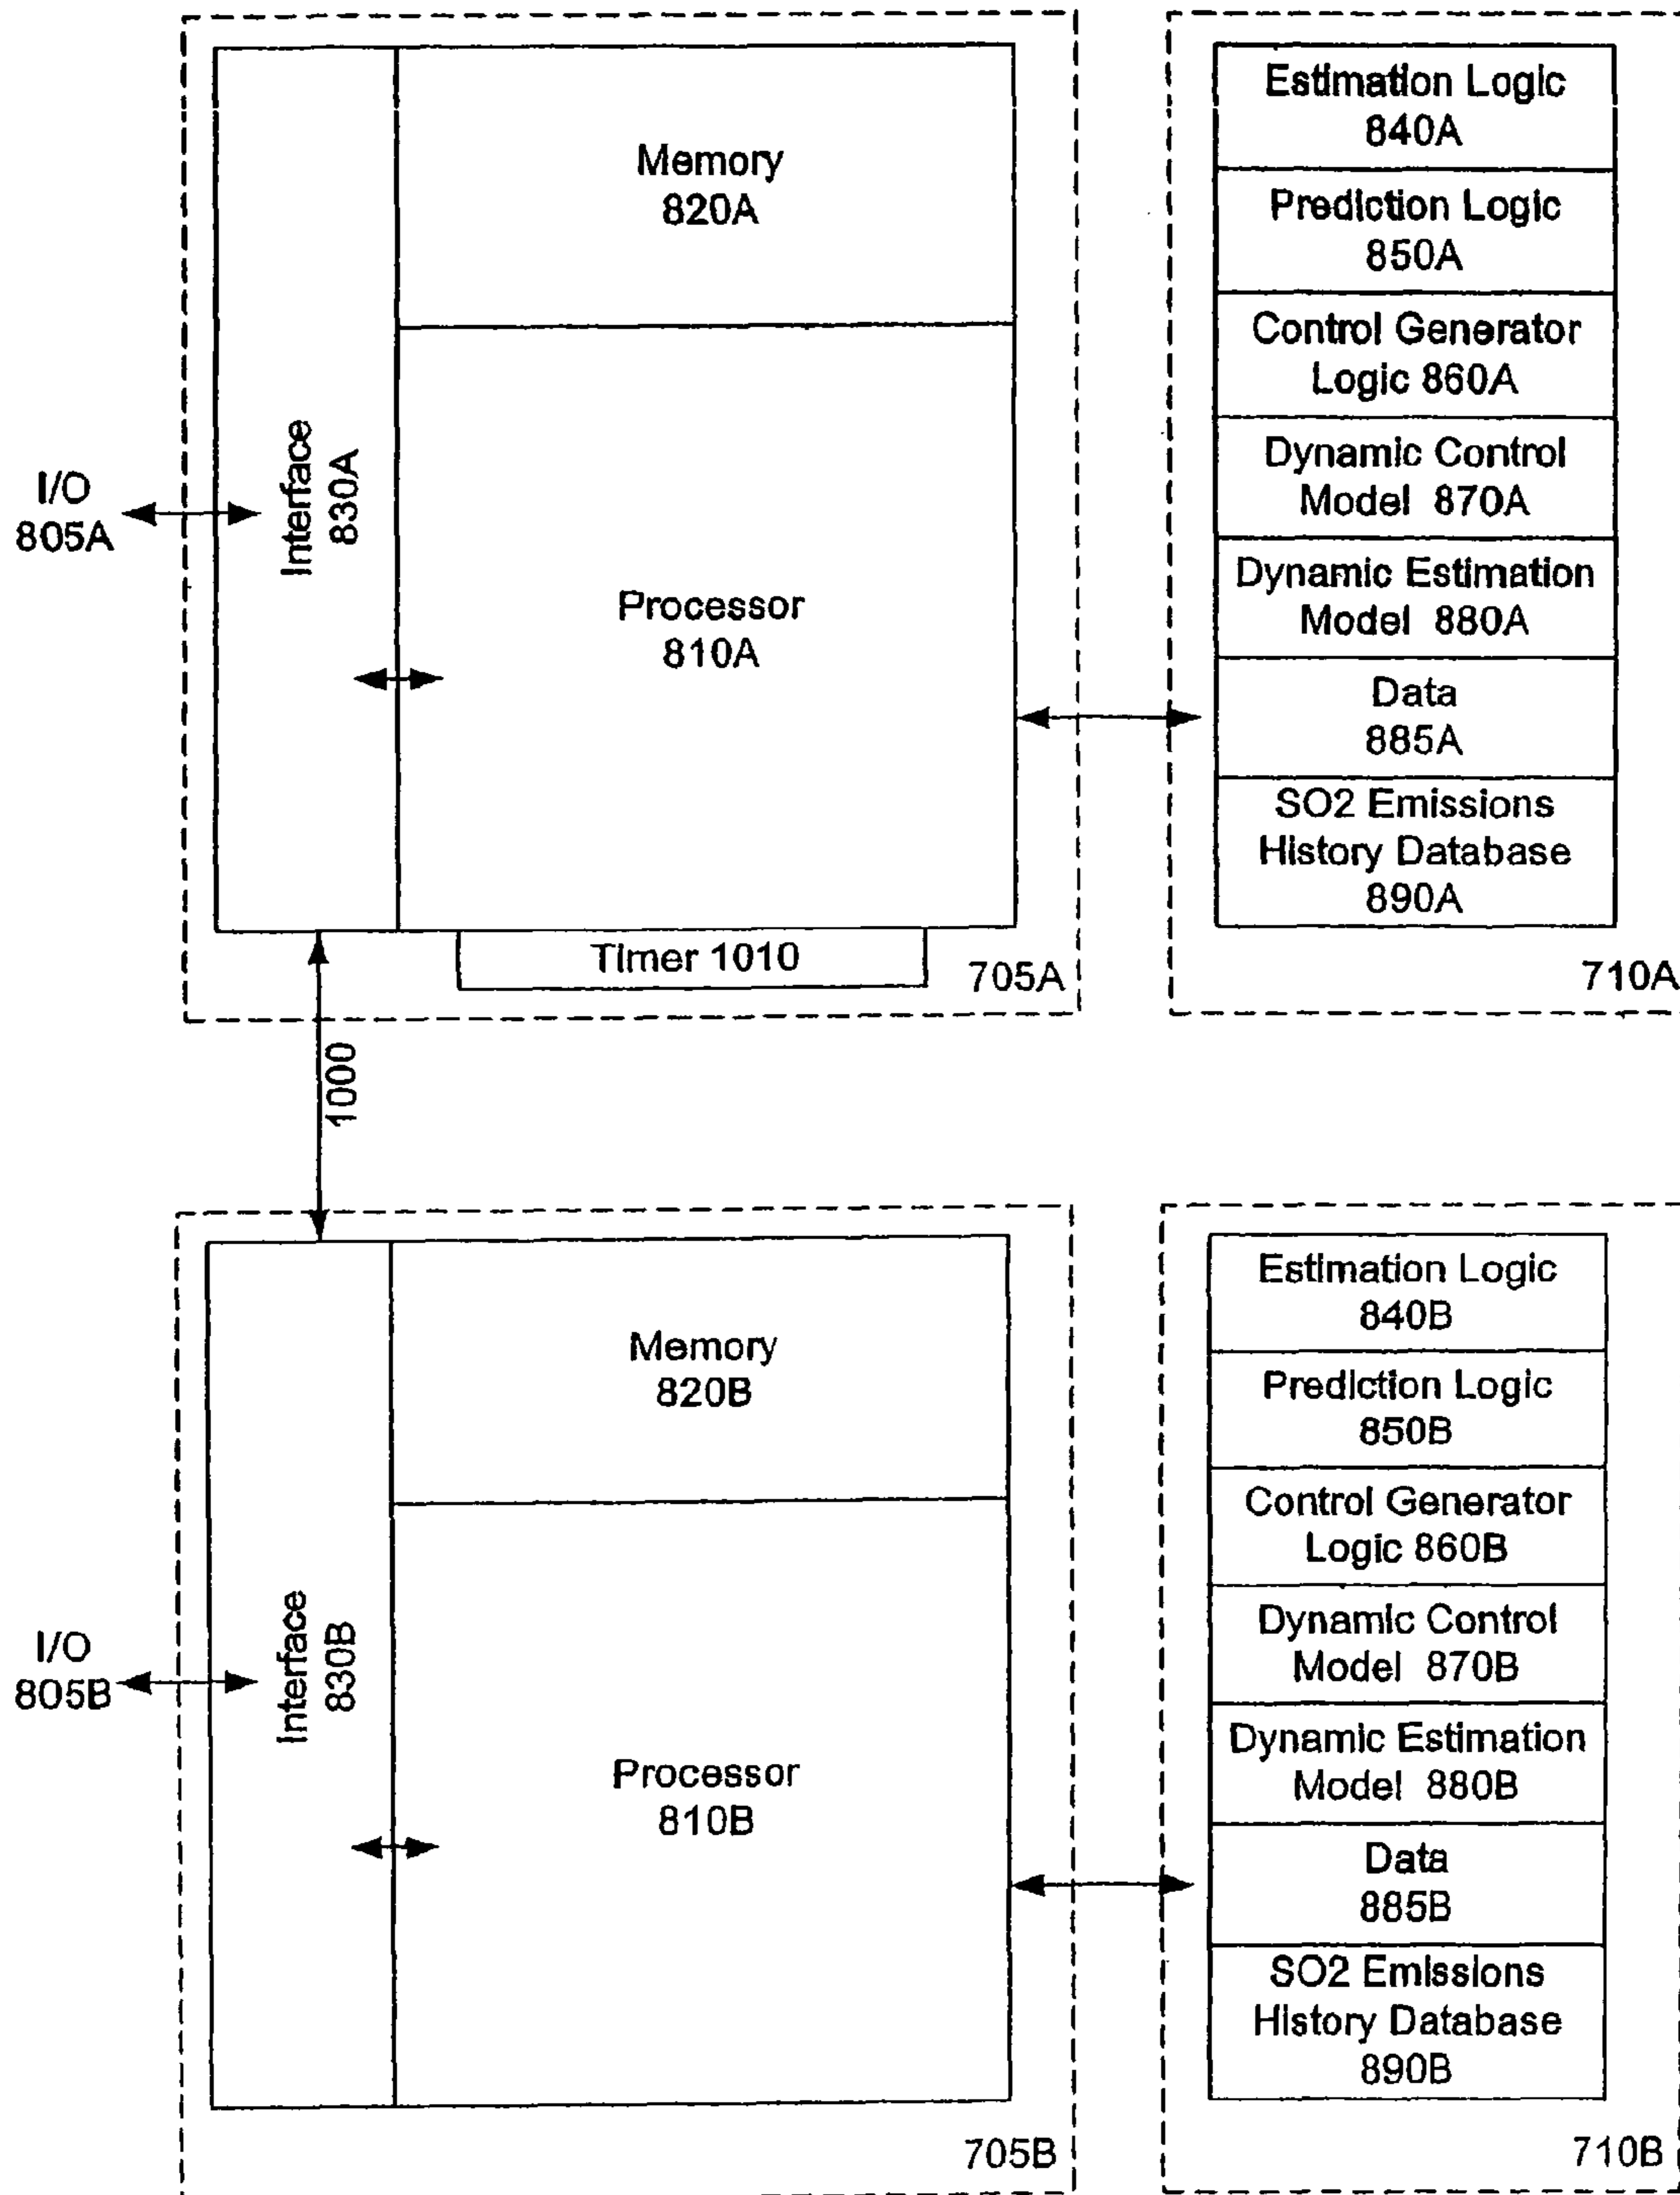 Estimation Logic
840A
Memory
820A
Prediction Logic
850A
Control Generator
Logic 860A
I/O
805A
Interface
830A
Dynamic Control
Model 870A
Processor
810A
Dynamic Estimation
Model 880A
Data
885A
SO2 Emissions
History Database
890A
Timer 1010
705A
710A
1000
Estimation Logic
840B
Memory
820B
Prediction Logic
850B
Control Generator
Logic 860B
I/O
805B
Interface
830B
Dynamic Control
Model 870B
Processor
810B
Dynamic Estimation
Model 880B
Data
885B
SO2 Emissions
History Database
890B
705B
710B